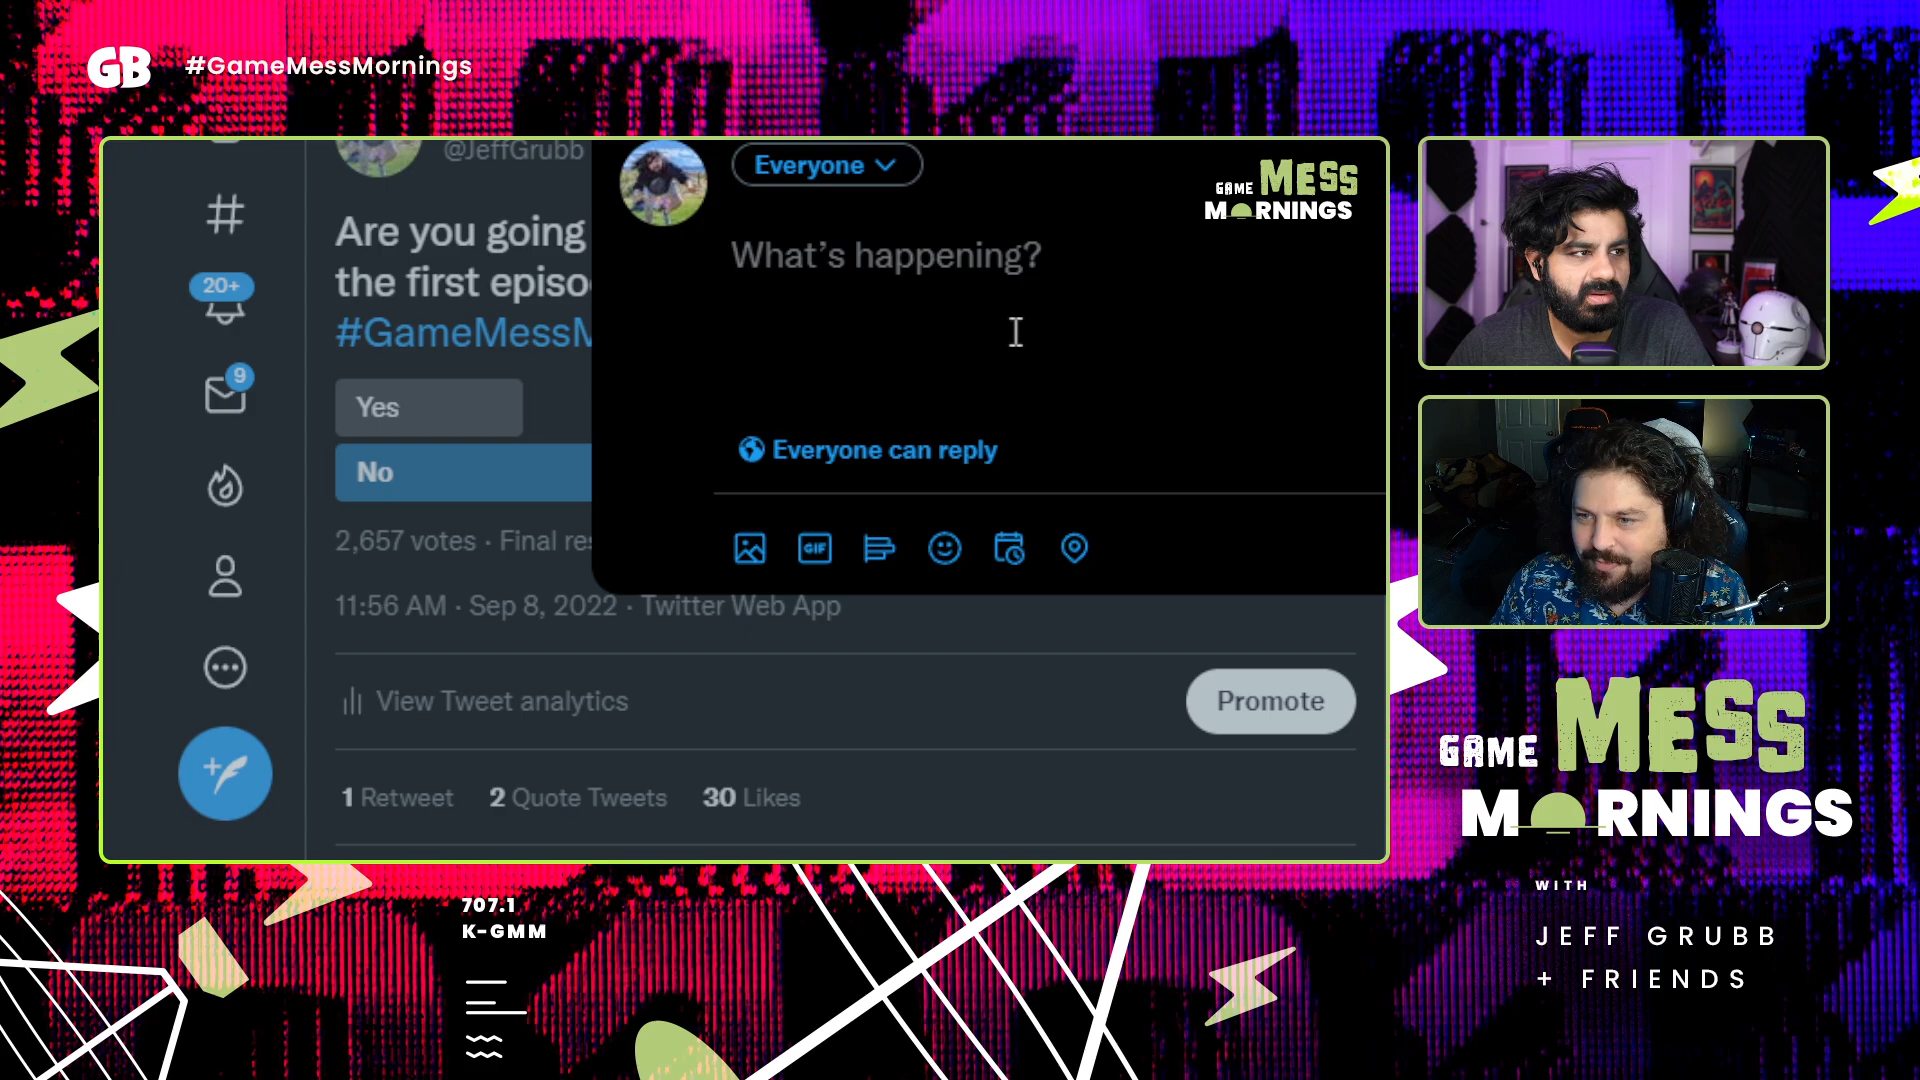 GB
#GameMessMornings
@JeffGrubb
Are you going
the first episo
#GameMessM
20+
9
Yes
No
2,657 votes · Final res
11:56 AM · Sep 8, 2022 · Twitter Web App
View Tweet analytics
Promote
1 Retweet
2 Quote Tweets
30 Likes
Everyone
What's happening?
Everyone can reply
GIF
GAME MESS
MORNINGS
GAME MESS
MORNINGS
WITH
JEFF GRUBB
+ FRIENDS
707.1
K-GMM